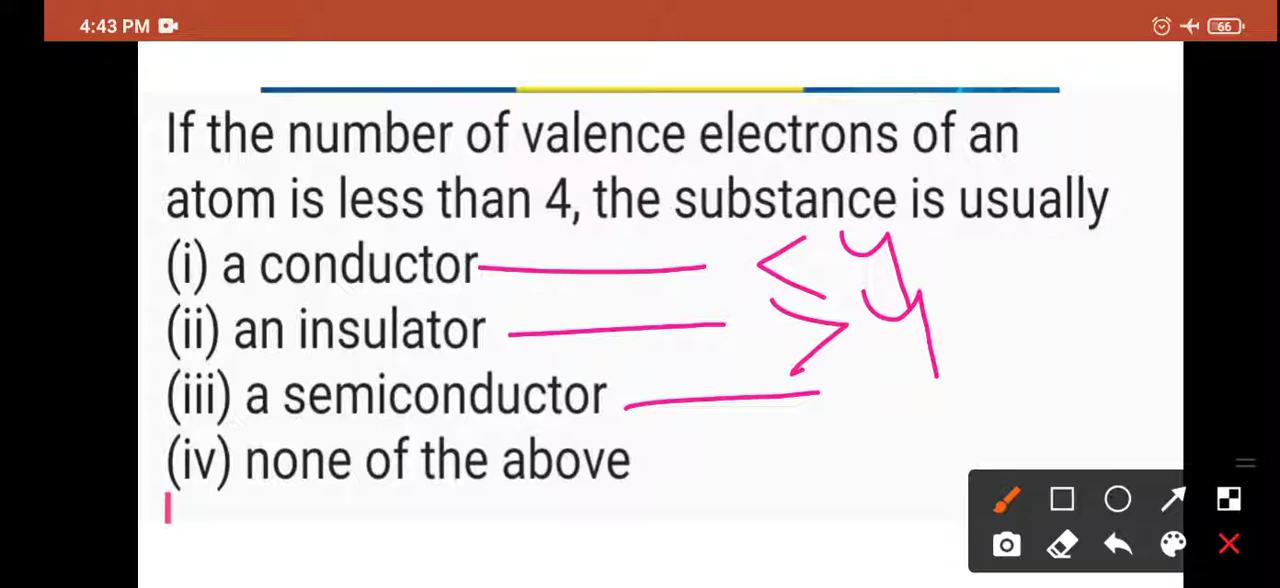 4:43 PM
66
If the number of valence electrons of an
atom is less than 4, the substance is usually
(i) a conductor < 4
(ii) an insulator >
(iii) a semiconductor
(iv) none of the above